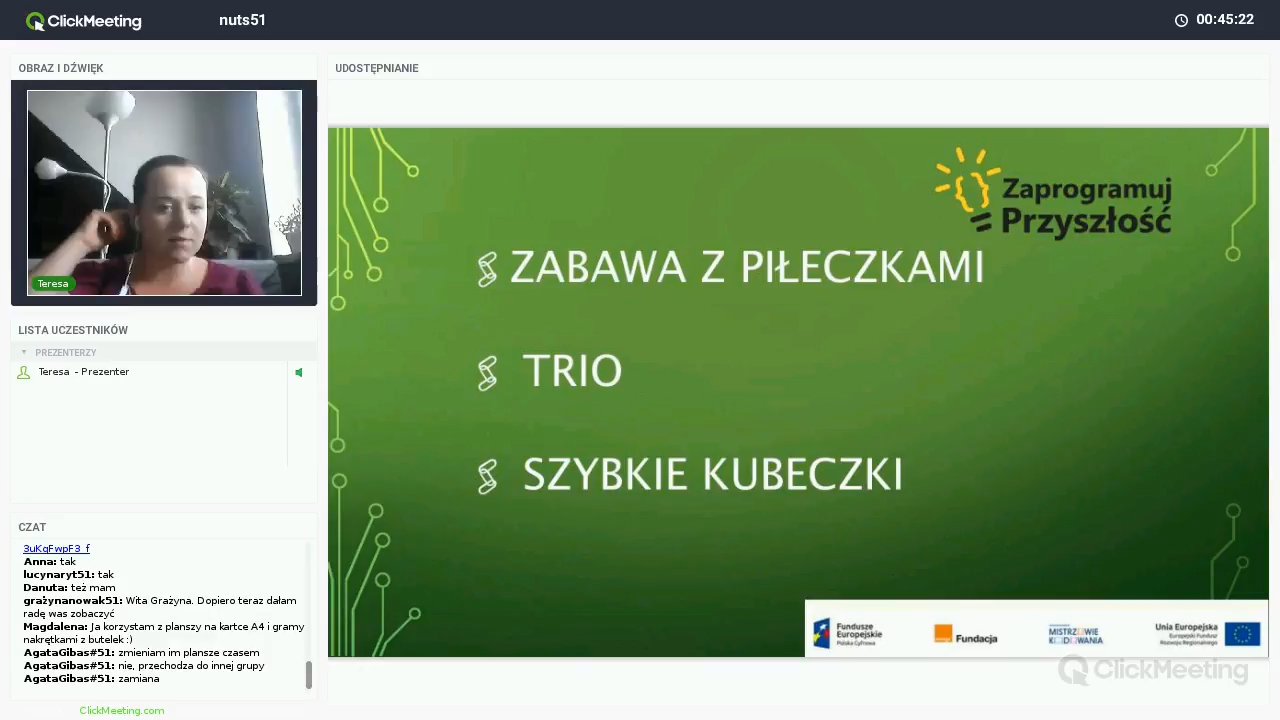 ClickMeeting
nuts51
00:45:22
OBRAZ I DŹWIĘK
UDOSTĘPNIANIE
Teresa
LISTA UCZESTNIKÓW
PREZENTERZY
Teresa - Prezenter
CZAT
3uKqFwpF3_f
Anna: tak
lucynaryt51: tak
Danuta: też mam
grażynanowak51: Wita Grażyna. Dopiero teraz dałam
radę was zobaczyć
Magdalena: Ja korzystam z planszy na kartce A4 i gramy
nakrętkami z butelek :)
AgataGibas#51: zmieniam im plansze czasem
AgataGibas#51: nie, przechodza do innej grupy
AgataGibas#51: zamiana
ClickMeeting.com
Zaprogramuj
Przyszłość
ZABAWA Z PIŁECZKAMI
TRIO
SZYBKIE KUBECZKI
Fundusze
Europejskie
Polska Cyfrowa
Fundacja
MISTRZOWIE
KODOWANIA
Unia Europejska
Europejski Fundusz
Rozwoju Regionalnego
ClickMeeting